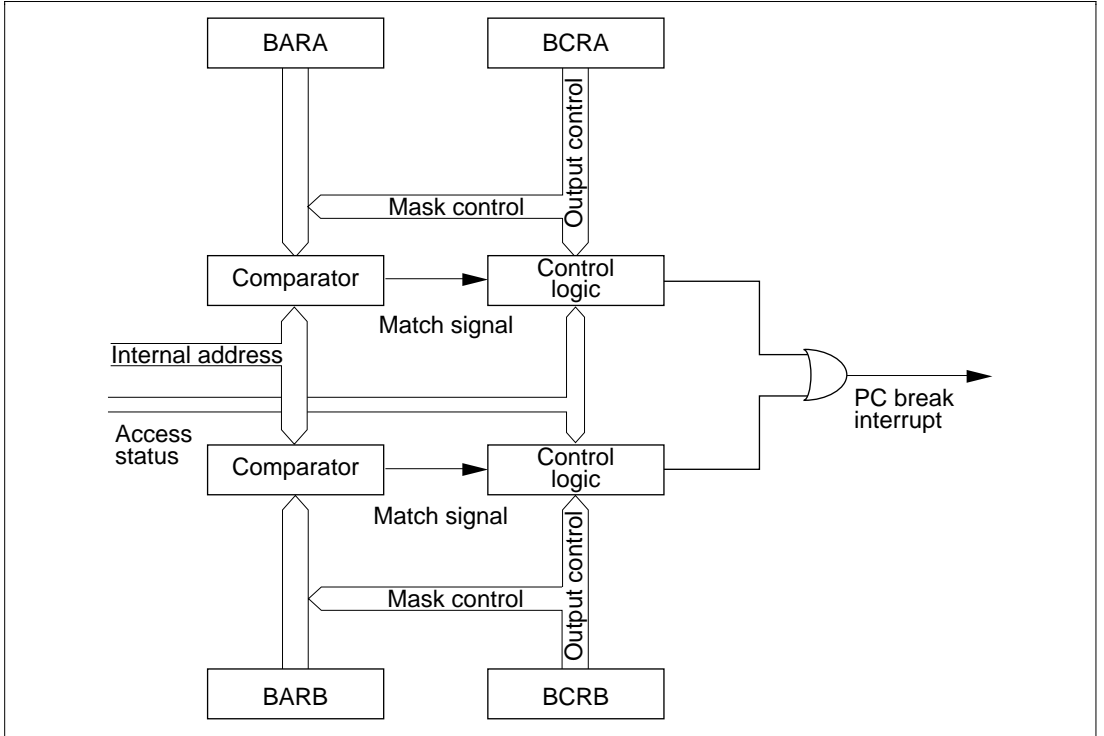 BARA
BCRA
Output control
Mask control
Comparator
Control
logic
Match signal
Internal address
PC break
interrupt
Access
status
Comparator
Control
logic
Match signal
Output control
Mask control
BARB
BCRB